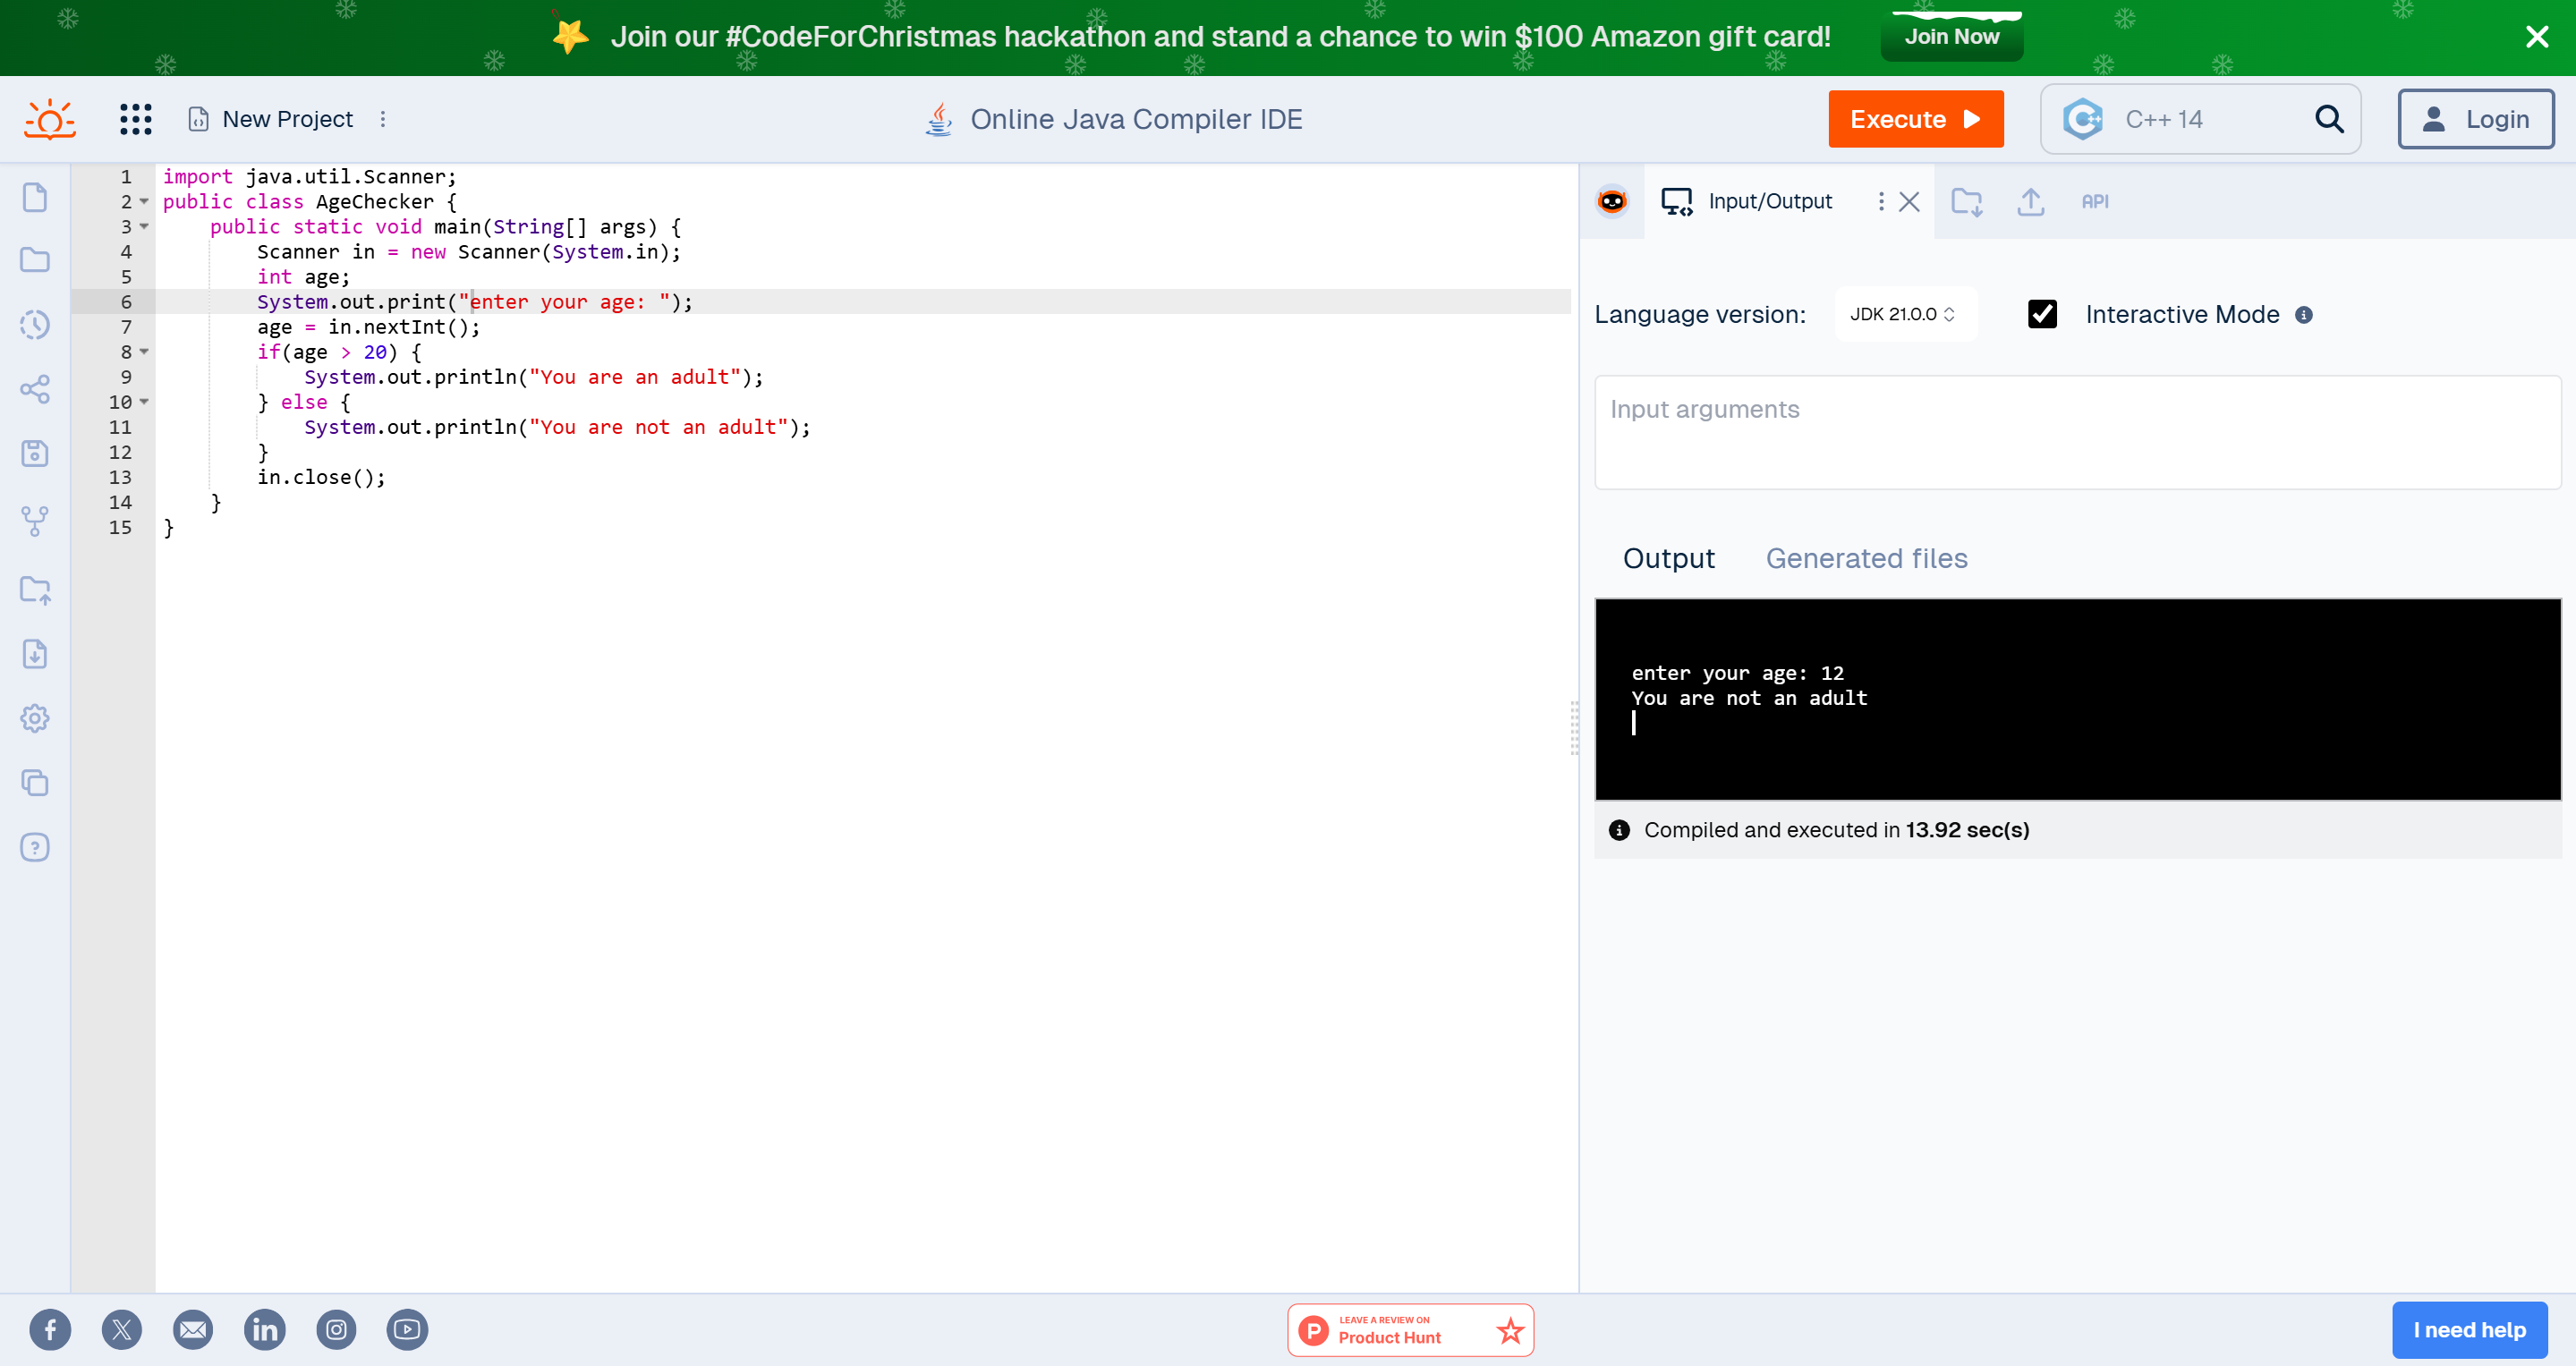 Join our #CodeForChristmas hackathon and stand a chance to win $100 Amazon gift card!
Join Now
New Project
Online Java Compiler IDE
Execute
C++ 14
Login
1 import java.util.Scanner;
2 public class AgeChecker {
3     public static void main(String[] args) {
4         Scanner in = new Scanner(System.in);
5         int age;
6         System.out.print("enter your age: ");
7         age = in.nextInt();
8         if(age > 20) {
9             System.out.println("You are an adult");
10         } else {
11             System.out.println("You are not an adult");
12         }
13         in.close();
14     }
15 }
Input/Output
API
Language version:
JDK 21.0.0
Interactive Mode
Input arguments
Output
Generated files
enter your age: 12
You are not an adult
Compiled and executed in 13.92 sec(s)
LEAVE A REVIEW ON
Product Hunt
I need help